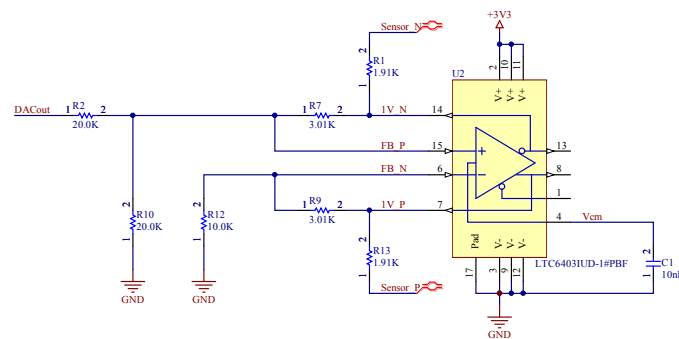 +3V3
Sensor_N
2
R1
1.91K
1
2
10
11
U2
V+
V+
V+
DACout
1
R2
2
20.0K
1
R7
2
3.01K
1V_N
14
FB_P
15
13
FB_N
6
8
1
1
R9
2
3.01K
1V_P
7
4
Vcm
2
R10
20.0K
1
2
R12
10.0K
1
2
R13
1.91K
1
Pad
V-
V-
V-
LTC6403IUD-1#PBF
2
C1
1
17
3
9
12
Sensor_P
GND
GND
GND